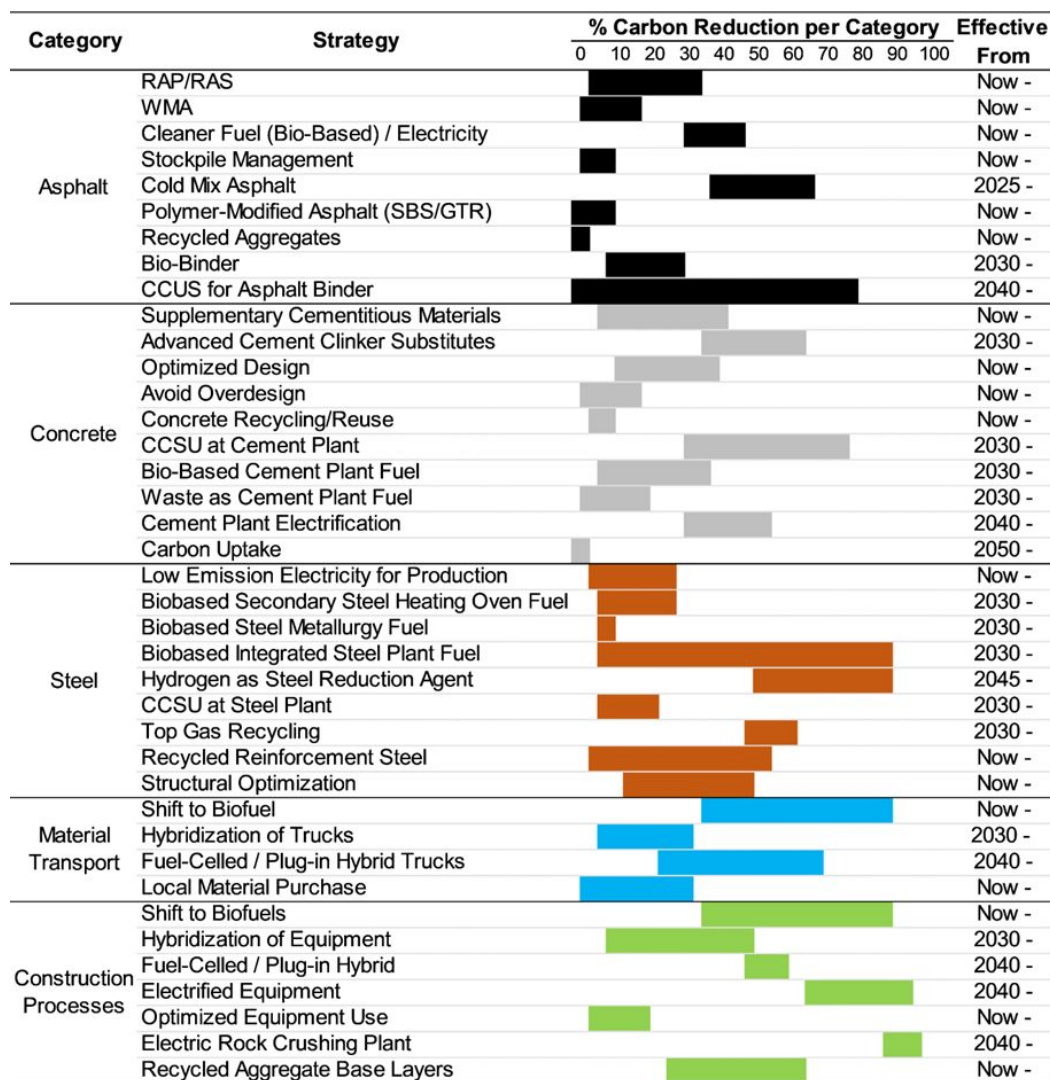 Category Strategy % Carbon Reduction per Category Effective From
0 10 20 30 40 50 60 70 80 90 100
Asphalt
RAP/RAS Now -
WMA Now -
Cleaner Fuel (Bio-Based) / Electricity Now -
Stockpile Management Now -
Cold Mix Asphalt 2025 -
Polymer-Modified Asphalt (SBS/GTR) Now -
Recycled Aggregates Now -
Bio-Binder 2030 -
CCUS for Asphalt Binder 2040 -
Concrete
Supplementary Cementitious Materials Now -
Advanced Cement Clinker Substitutes 2030 -
Optimized Design Now -
Avoid Overdesign Now -
Concrete Recycling/Reuse Now -
CCSU at Cement Plant 2030 -
Bio-Based Cement Plant Fuel 2030 -
Waste as Cement Plant Fuel 2030 -
Cement Plant Electrification 2040 -
Carbon Uptake 2050 -
Steel
Low Emission Electricity for Production Now -
Biobased Secondary Steel Heating Oven Fuel 2030 -
Biobased Steel Metallurgy Fuel 2030 -
Biobased Integrated Steel Plant Fuel 2030 -
Hydrogen as Steel Reduction Agent 2045 -
CCSU at Steel Plant 2030 -
Top Gas Recycling 2030 -
Recycled Reinforcement Steel Now -
Structural Optimization Now -
Material Transport
Shift to Biofuel Now -
Hybridization of Trucks 2030 -
Fuel-Celled / Plug-in Hybrid Trucks 2040 -
Local Material Purchase Now -
Construction Processes
Shift to Biofuels Now -
Hybridization of Equipment 2030 -
Fuel-Celled / Plug-in Hybrid 2040 -
Electrified Equipment 2040 -
Optimized Equipment Use Now -
Electric Rock Crushing Plant 2040 -
Recycled Aggregate Base Layers Now -